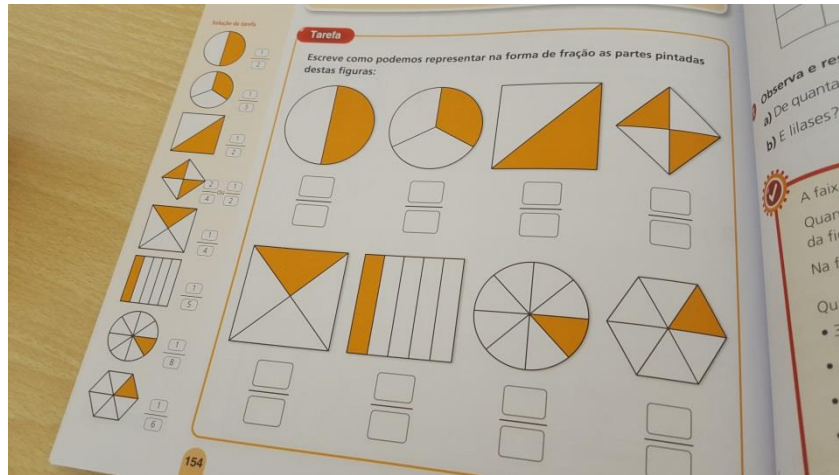 Solução da tarefa
1
2
1
3
1
2
2 ou 1
4 2
1
4
1
5
1
8
1
6
154
Tarefa
Escreve como podemos representar na forma de fração as partes pintadas
destas figuras:
Observa e res
a) De quanta
b) E lilases?
A faix
Quan
da fi
Na f
Qu